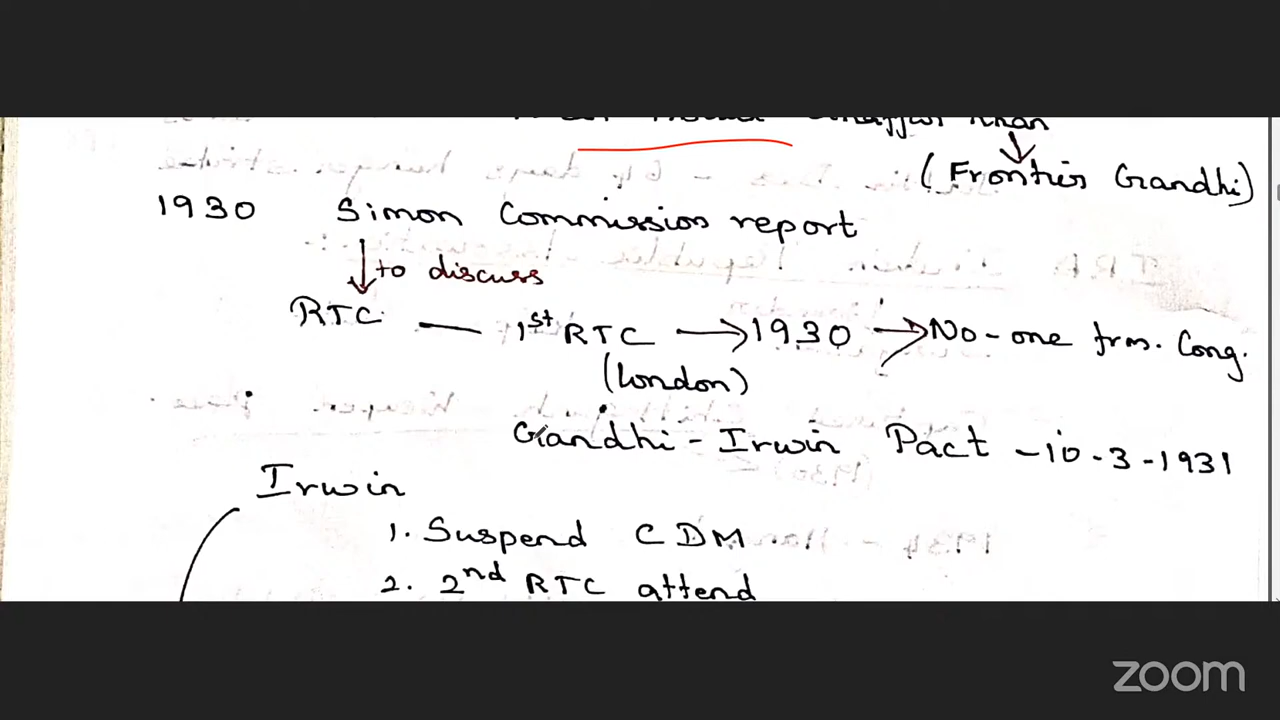 Khan
(Frontier Gandhi)
1930 Simon Commission report
to discuss
RTC — 1st RTC → 1930 → No-one frm. Cong.
(London)
Gandhi - Irwin Pact - 10-3-1931
Irwin
1. Suspend CDM.
2. 2nd RTC attend
zoom